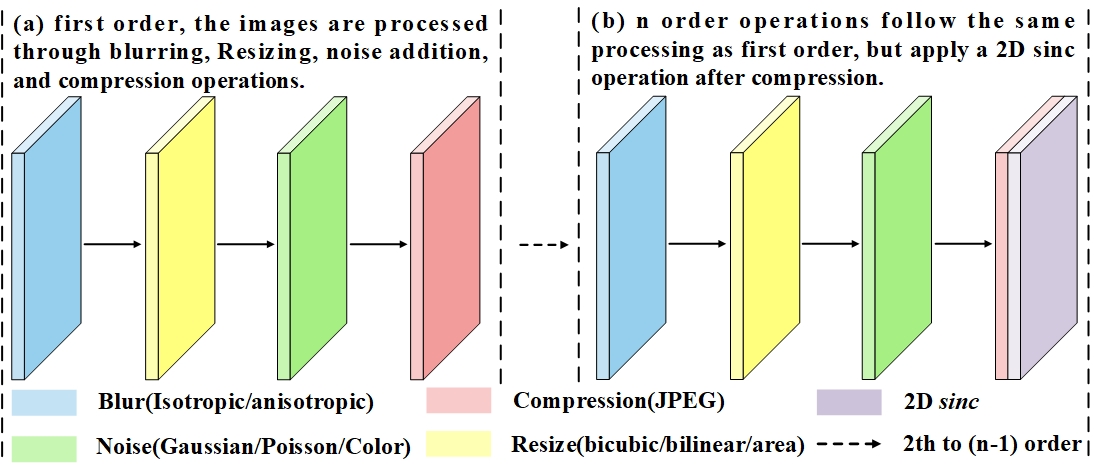 (a) first order, the images are processed
through blurring, Resizing, noise addition,
and compression operations.
(b) n order operations follow the same
processing as first order, but apply a 2D sinc
operation after compression.
Blur(Isotropic/anisotropic)
Compression(JPEG)
2D sinc
Noise(Gaussian/Poisson/Color)
Resize(bicubic/bilinear/area)
2th to (n-1) order